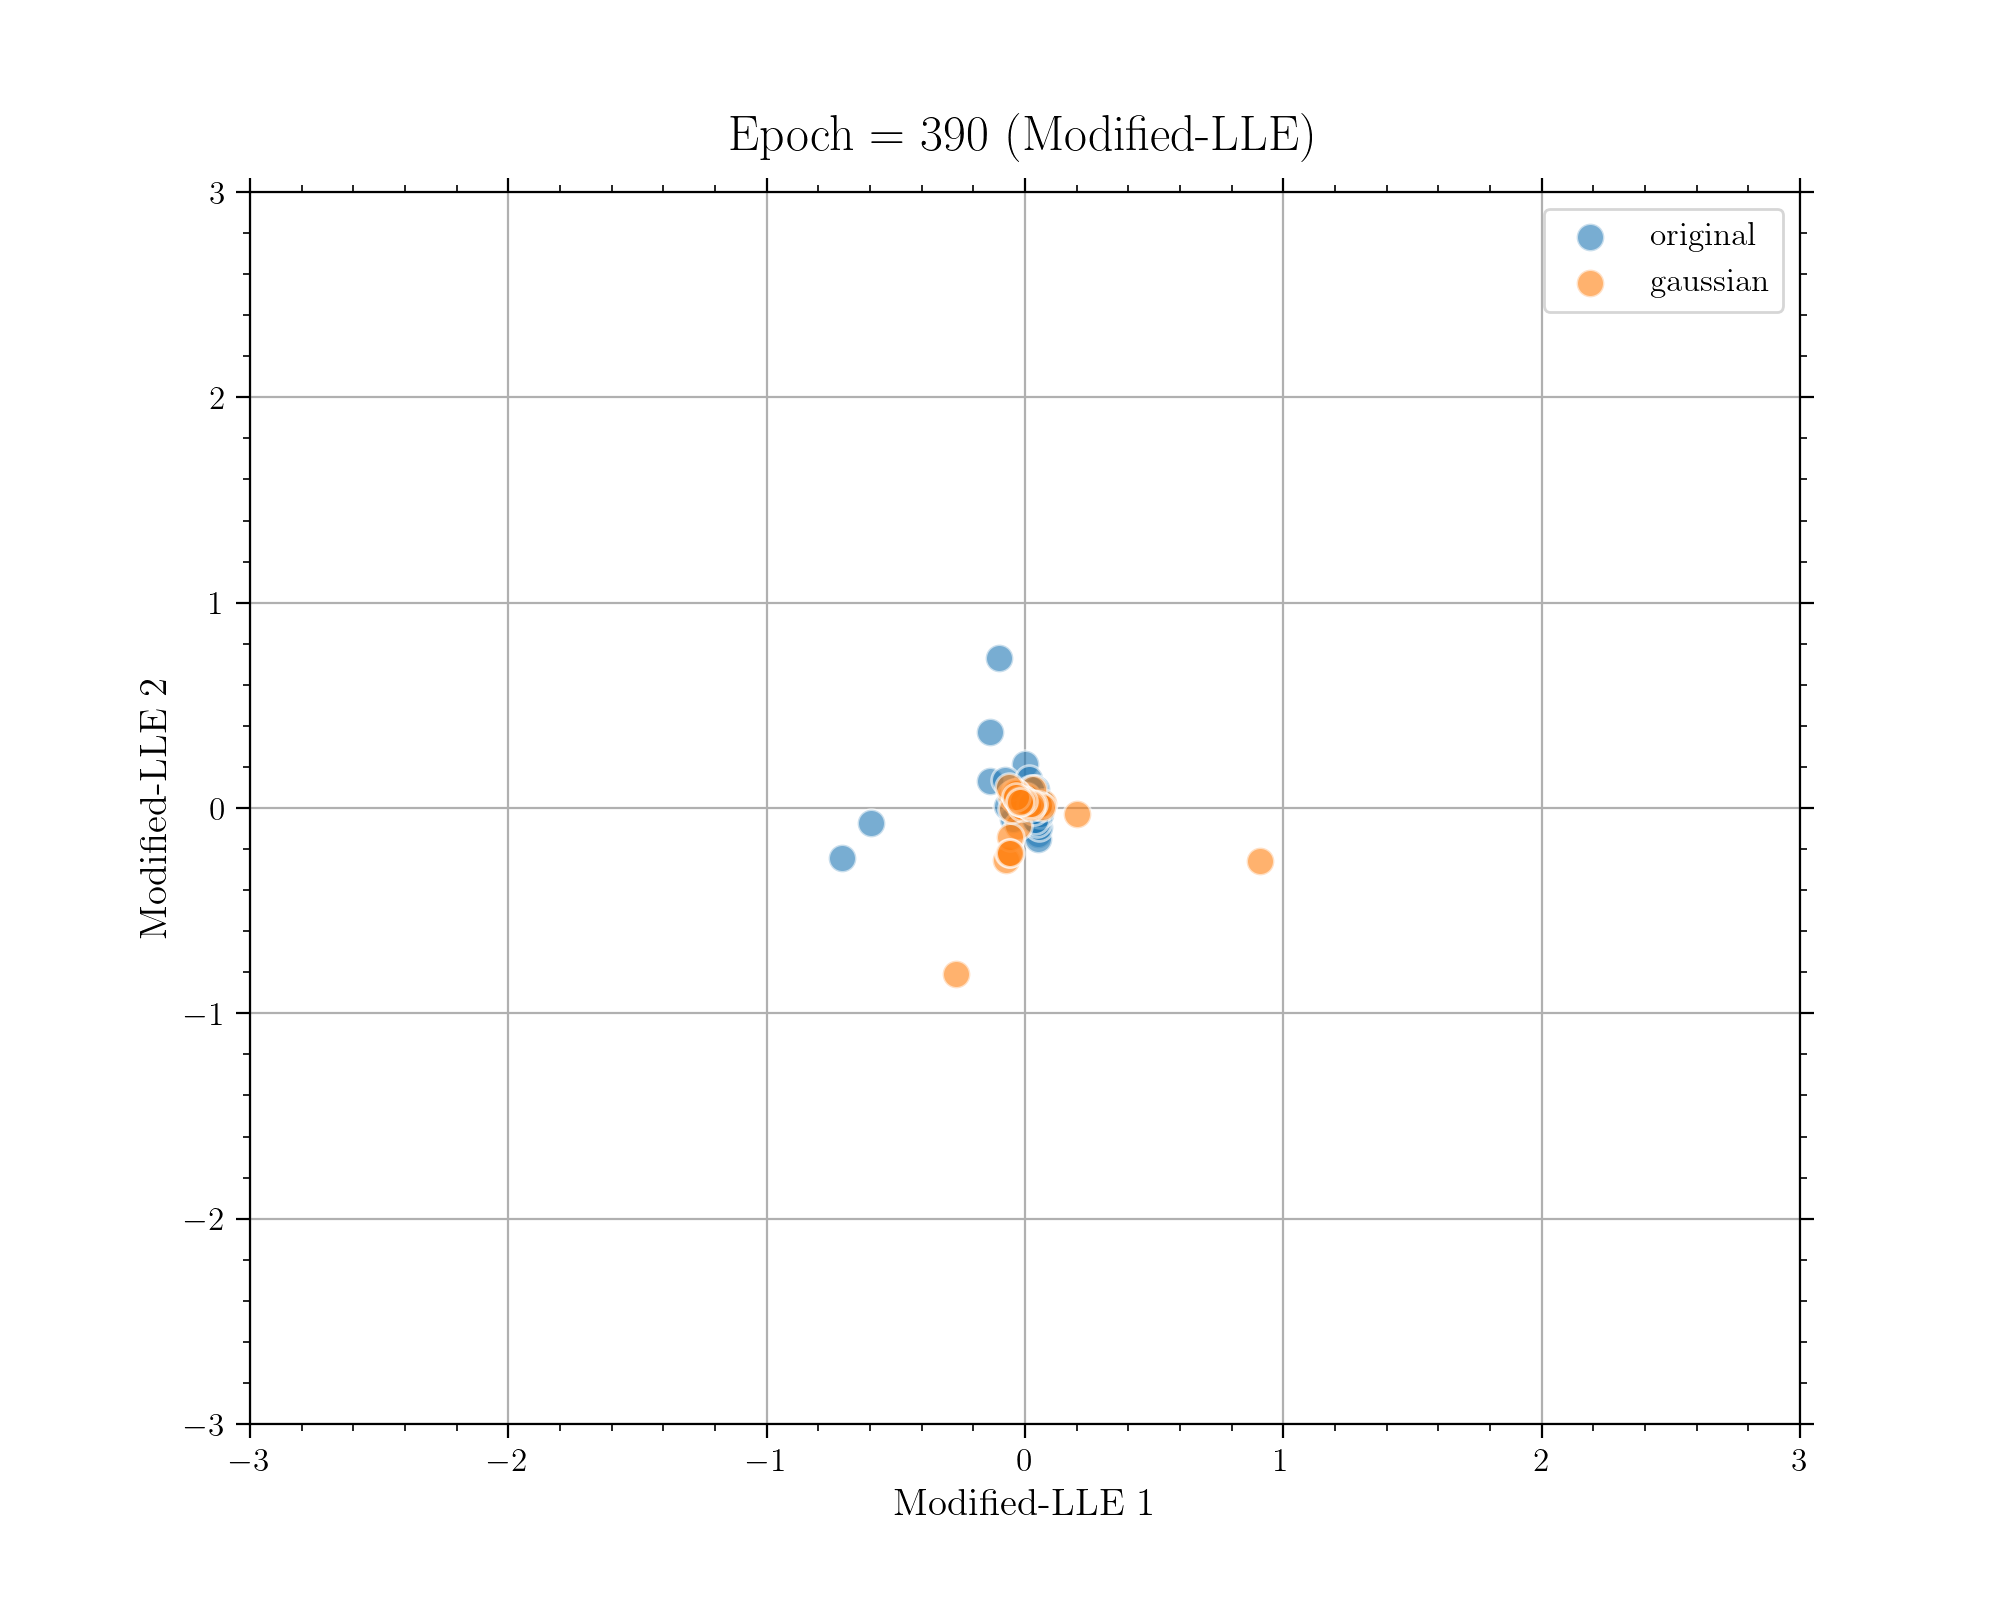 Epoch = 390 (Modified-LLE)
original
gaussian
3
2
1
0
−1
−2
−3
−3
−2
−1
0
1
2
3
Modified-LLE 1
Modified-LLE 2